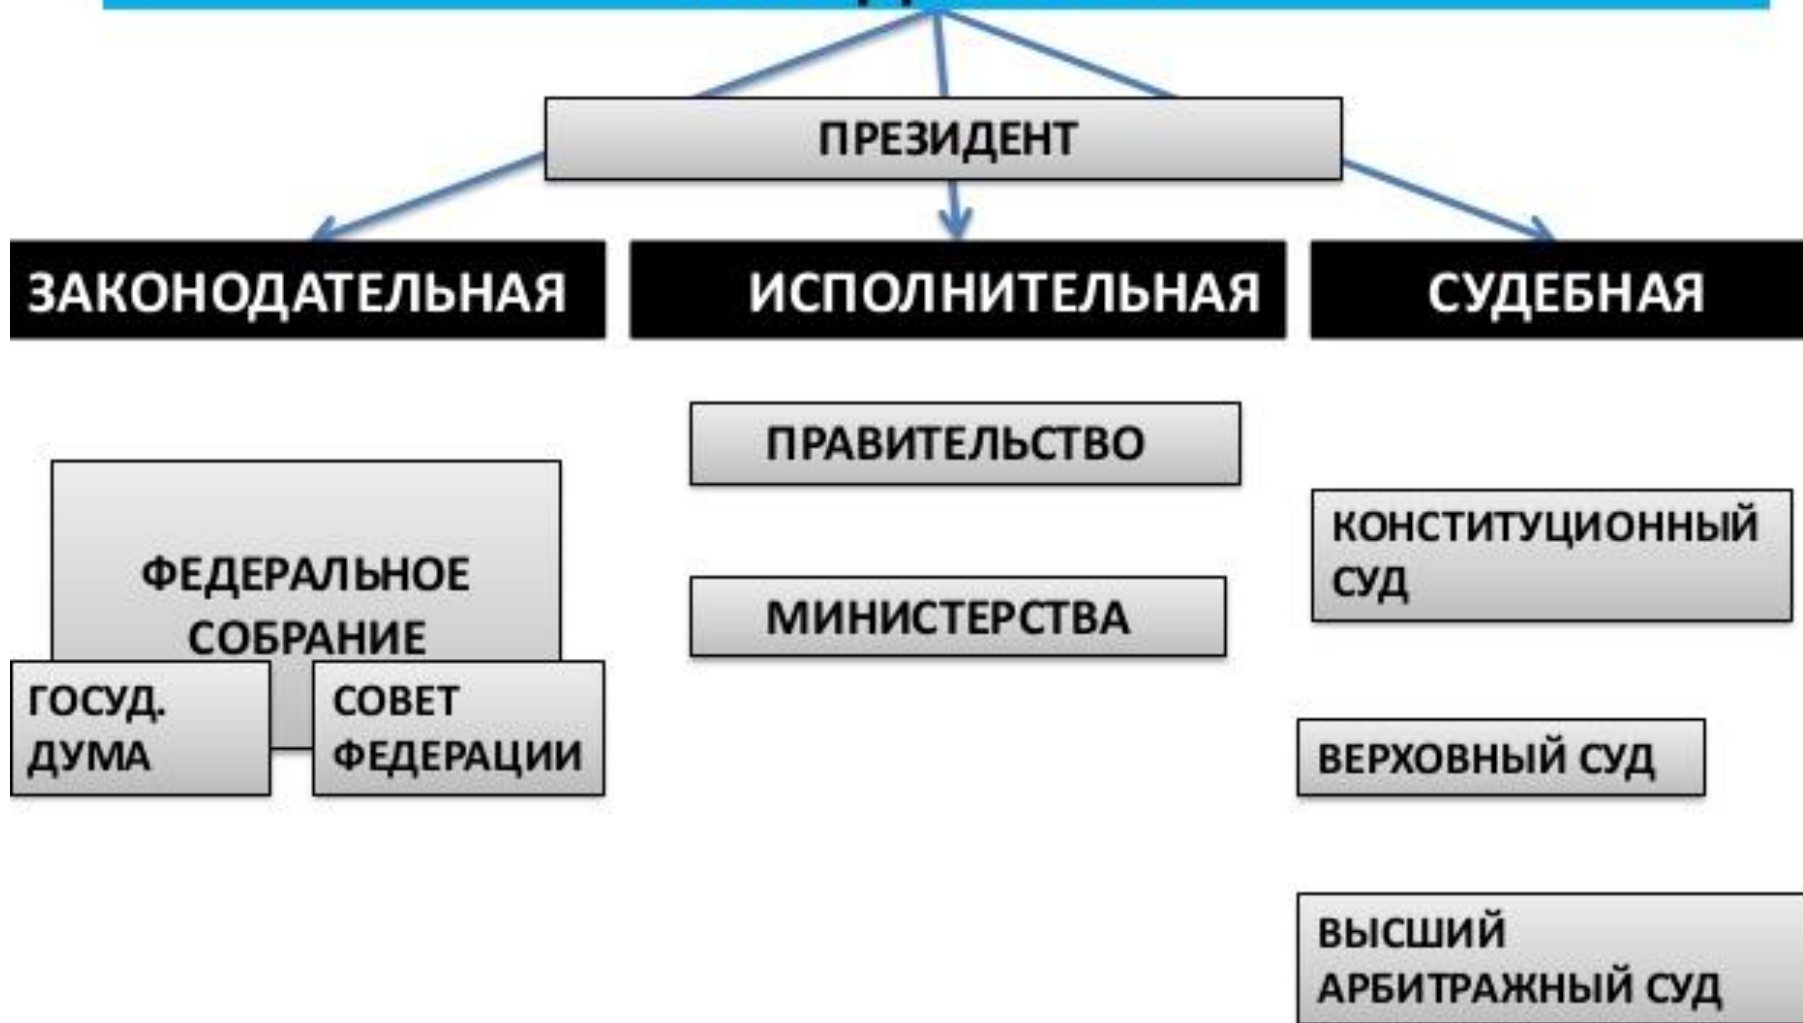 ПРЕЗИДЕНТ
ЗАКОНОДАТЕЛЬНАЯ
ИСПОЛНИТЕЛЬНАЯ
СУДЕБНАЯ
ФЕДЕРАЛЬНОЕ
СОБРАНИЕ
ГОСУД.
ДУМА
СОВЕТ
ФЕДЕРАЦИИ
ПРАВИТЕЛЬСТВО
МИНИСТЕРСТВА
КОНСТИТУЦИОННЫЙ
СУД
ВЕРХОВНЫЙ СУД
ВЫСШИЙ
АРБИТРАЖНЫЙ СУД